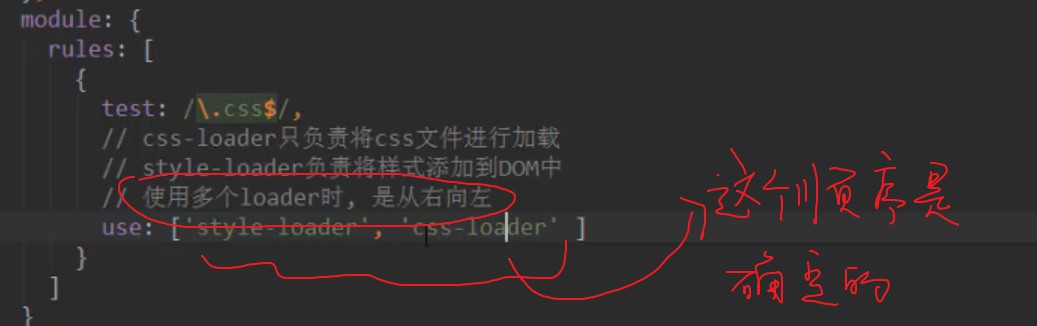 module: {
rules: [
{
test: /\.css$/,
// css-loader只负责将css文件进行加载
// style-loader负责将样式添加到DOM中
// 使用多个loader时, 是从右向左
use: ['style-loader', 'css-loader' ]
}
]
}
这个顺序是
确定的